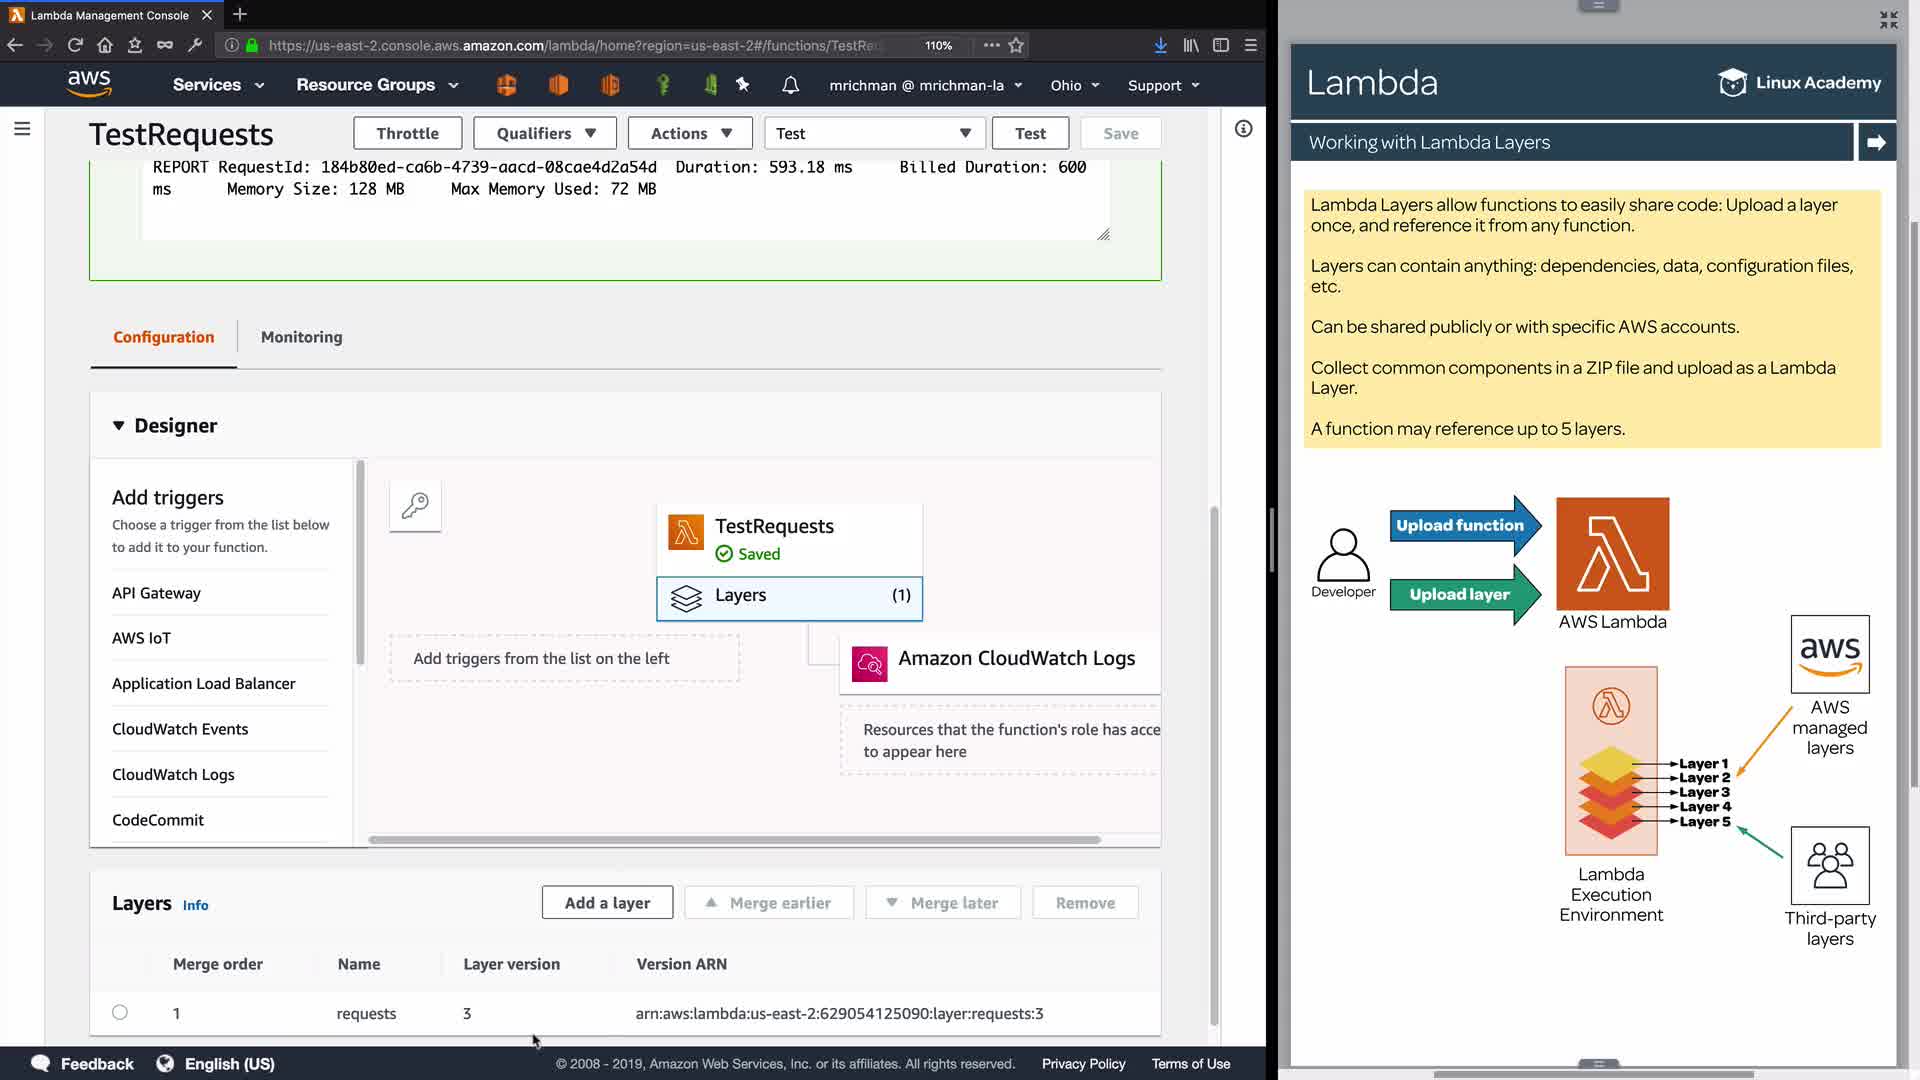 Lambda Management Console
https://us-east-2.console.aws.amazon.com/lambda/home?region=us-east-2#/functions/TestRe
110%
aws
Services
Resource Groups
mrichman @ mrichman-la
Ohio
Support
TestRequests
Throttle
Qualifiers
Actions
Test
Test
Save
REPORT RequestId: 184b80ed-ca6b-4739-aacd-08cae4d2a54d Duration: 593.18 ms Billed Duration: 600
ms Memory Size: 128 MB Max Memory Used: 72 MB
Configuration
Monitoring
Designer
Add triggers
Choose a trigger from the list below
to add it to your function.
API Gateway
AWS IoT
Application Load Balancer
CloudWatch Events
CloudWatch Logs
CodeCommit
TestRequests
Saved
Layers (1)
Add triggers from the list on the left
Amazon CloudWatch Logs
Resources that the function's role has acce
to appear here
Layers Info
Add a layer
Merge earlier
Merge later
Remove
Merge order Name Layer version Version ARN
1 requests 3 arn:aws:lambda:us-east-2:629054125090:layer:requests:3
Feedback
English (US)
© 2008 - 2019, Amazon Web Services, Inc. or its affiliates. All rights reserved.
Privacy Policy
Terms of Use
Lambda
Linux Academy
Working with Lambda Layers
Lambda Layers allow functions to easily share code: Upload a layer
once, and reference it from any function.
Layers can contain anything: dependencies, data, configuration files,
etc.
Can be shared publicly or with specific AWS accounts.
Collect common components in a ZIP file and upload as a Lambda
Layer.
A function may reference up to 5 layers.
Upload function
Developer
Upload layer
AWS Lambda
aws
AWS
managed
layers
Layer 1
Layer 2
Layer 3
Layer 4
Layer 5
Lambda
Execution
Environment
Third-party
layers